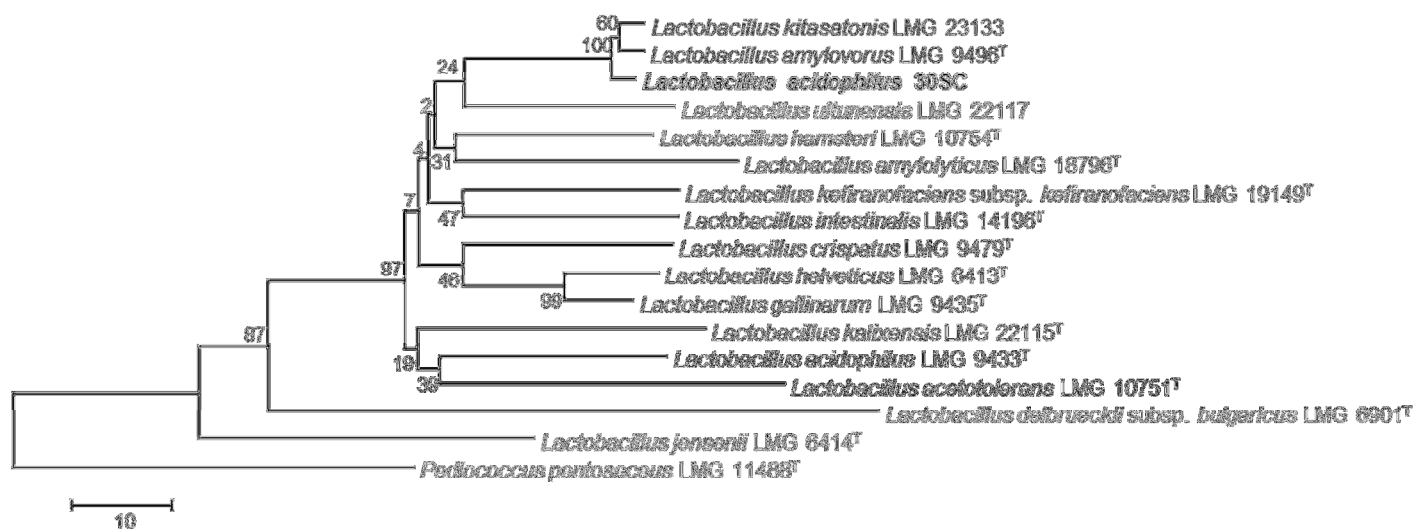 60
Lactobacillus kitasatonis LMG 23133
100
Lactobacillus amylovorus LMG 9496ᵀ
24
Lactobacillus acidophilus 30SC
2
Lactobacillus ultunensis LMG 22117
Lactobacillus hamsteri LMG 10754ᵀ
4
31
Lactobacillus amylolyticus LMG 18796ᵀ
7
Lactobacillus kefiranofaciens subsp. kefiranofaciens LMG 19149ᵀ
47
Lactobacillus intestinalis LMG 14196ᵀ
Lactobacillus crispatus LMG 9479ᵀ
97
46
Lactobacillus helveticus LMG 6413ᵀ
99
Lactobacillus gallinarum LMG 9435ᵀ
87
Lactobacillus kalixensis LMG 22115ᵀ
19
Lactobacillus acidophilus LMG 9433ᵀ
39
Lactobacillus acetotolerans LMG 10751ᵀ
Lactobacillus delbrueckii subsp. bulgaricus LMG 6901ᵀ
Lactobacillus jensenii LMG 6414ᵀ
Pediococcus pentosaceus LMG 11488ᵀ
10